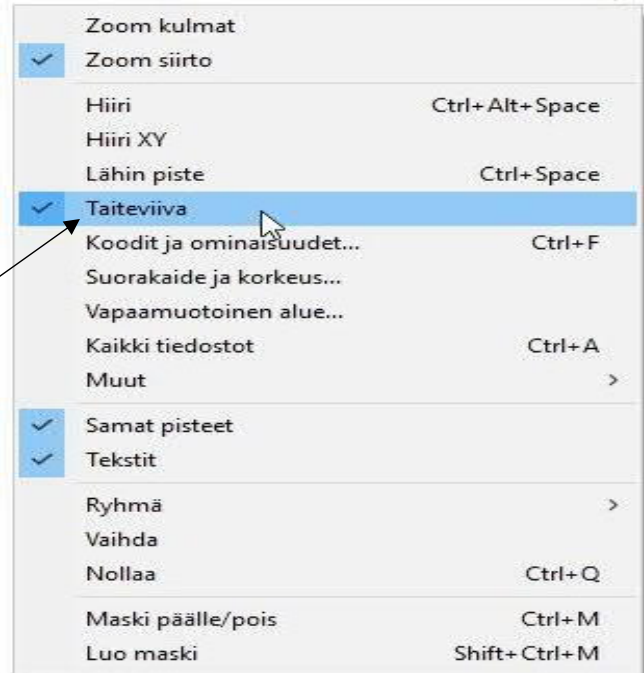 Zoom kulmat
Zoom siirto
Hiiri Ctrl+Alt+Space
Hiiri XY
Lähin piste Ctrl+Space
Taiteviiva
Koodit ja ominaisuudet... Ctrl+F
Suorakaide ja korkeus...
Vapaamuotoinen alue...
Kaikki tiedostot Ctrl+A
Muut >
Samat pisteet
Tekstit
Ryhmä >
Vaihda
Nollaa Ctrl+Q
Maski päälle/pois Ctrl+M
Luo maski Shift+Ctrl+M